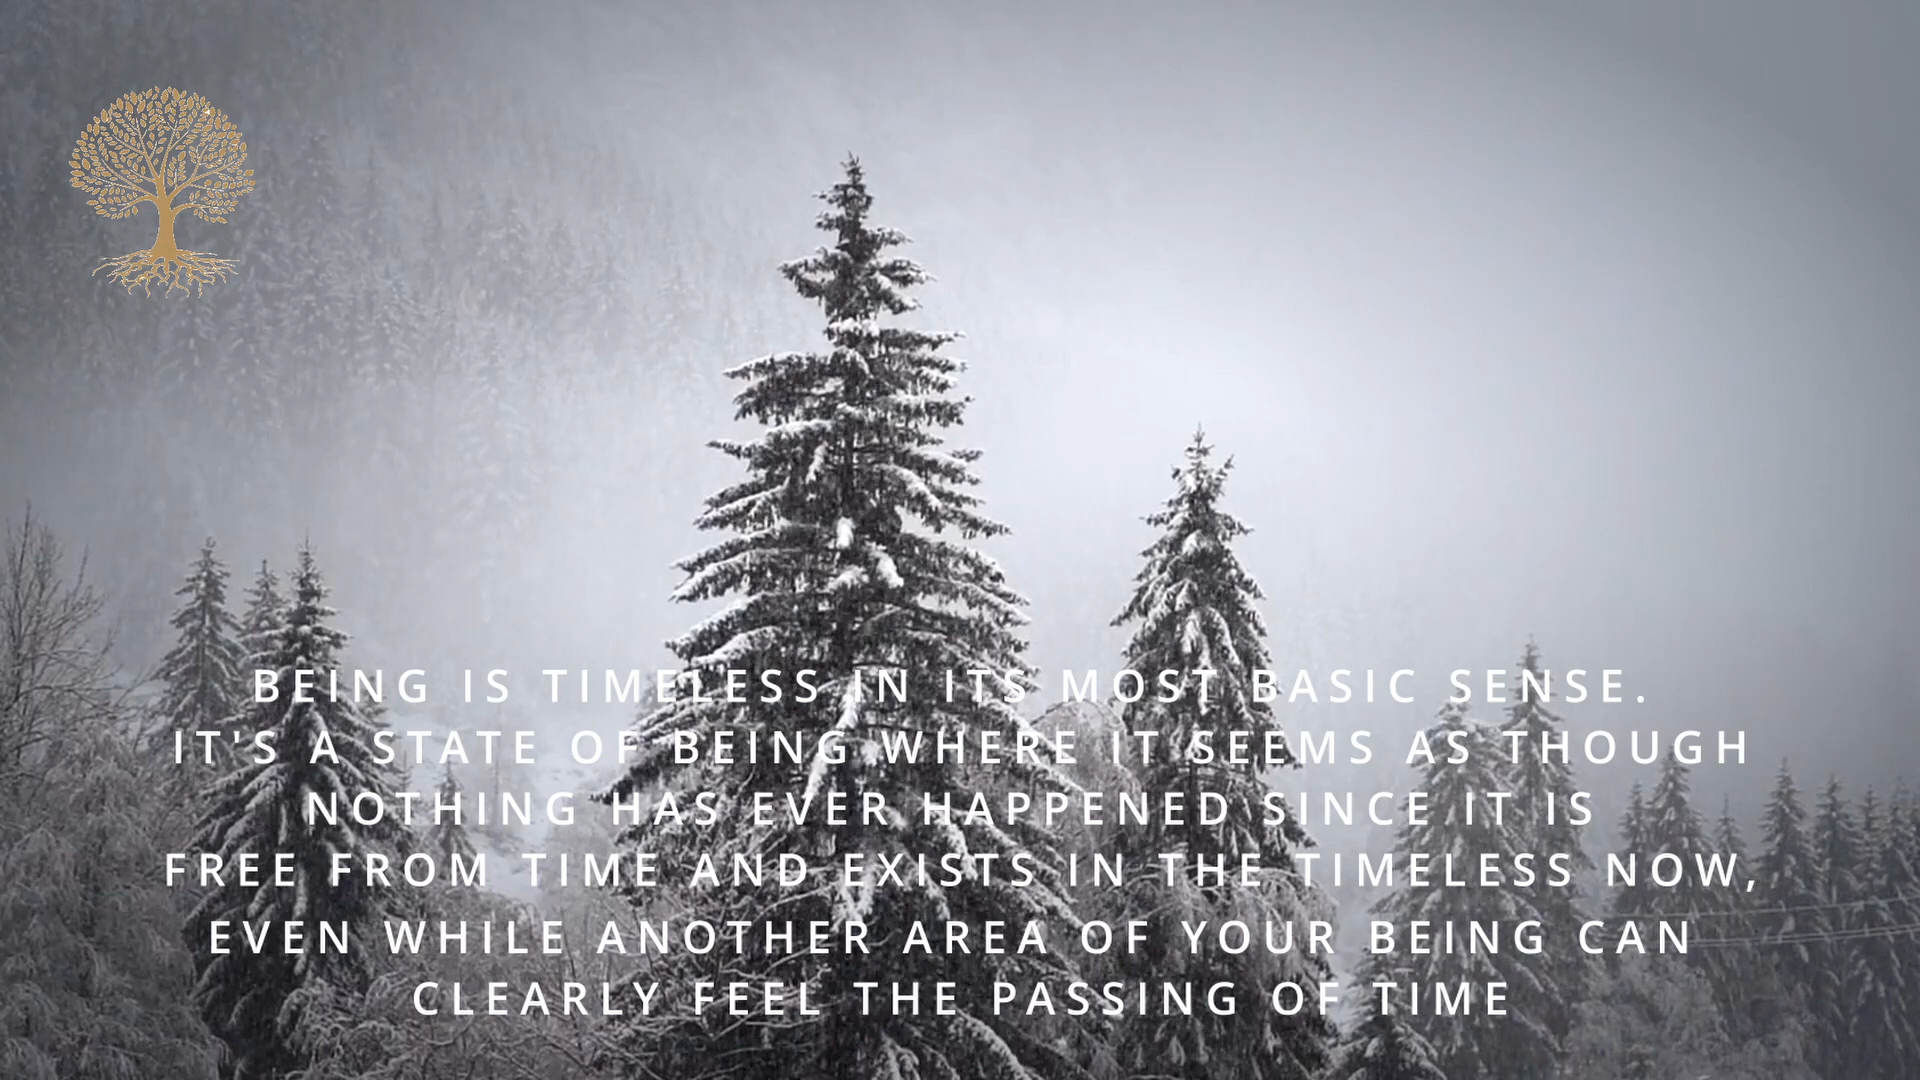 BEING IS TIMELESS IN ITS MOST BASIC SENSE.
IT'S A STATE OF BEING WHERE IT SEEMS AS THOUGH
NOTHING HAS EVER HAPPENED SINCE IT IS
FREE FROM TIME AND EXISTS IN THE TIMELESS NOW,
EVEN WHILE ANOTHER AREA OF YOUR BEING CAN
CLEARLY FEEL THE PASSING OF TIME